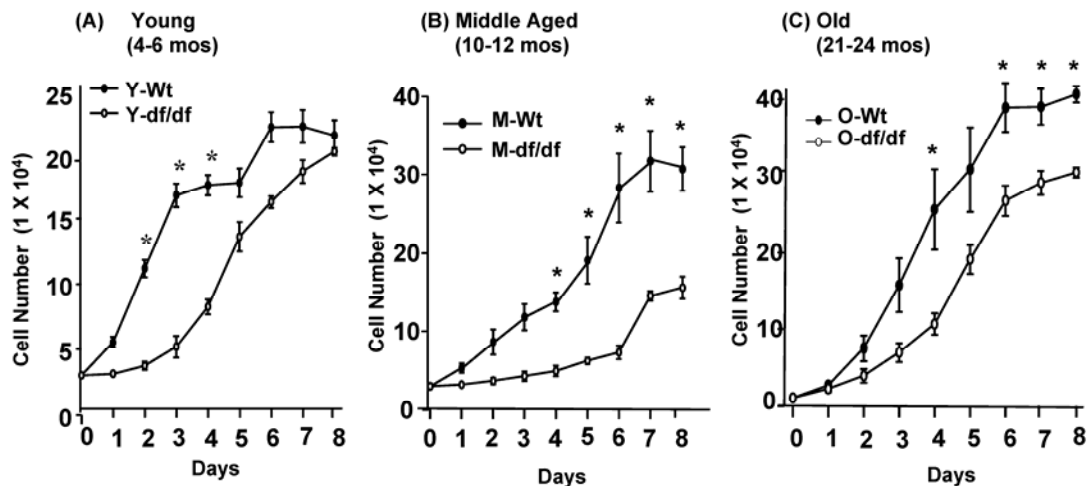 (A) Young
(4-6 mos)
Y-Wt
Y-df/df
25
20
15
10
5
0
Cell Number (1 X 10⁴)
*
*
*
0 1 2 3 4 5 6 7 8
Days
(B) Middle Aged
(10-12 mos)
M-Wt
M-df/df
40
30
20
10
0
Cell Number (1 X 10⁴)
*
*
*
*
*
0 1 2 3 4 5 6 7 8
Days
(C) Old
(21-24 mos)
O-Wt
O-df/df
40
30
20
10
0
Cell Number (1 X 10⁴)
*
*
*
*
0 1 2 3 4 5 6 7 8
Days